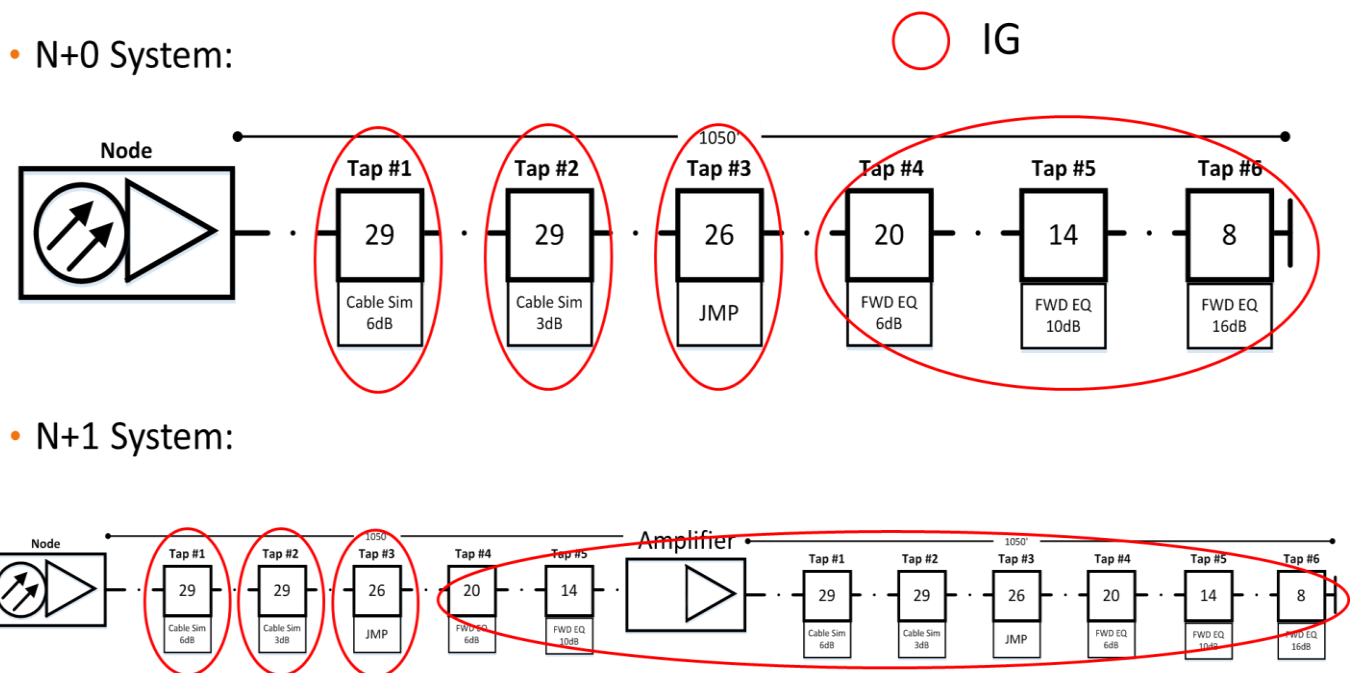 • N+0 System:
IG
1050'
Node
Tap #1
Tap #2
Tap #3
Tap #4
Tap #5
Tap #6
29
29
26
20
14
8
Cable Sim
6dB
Cable Sim
3dB
JMP
FWD EQ
6dB
FWD EQ
10dB
FWD EQ
16dB
• N+1 System:
1050'
Amplifier
1050'
Node
Tap #1
Tap #2
Tap #3
Tap #4
Tap #5
Tap #1
Tap #2
Tap #3
Tap #4
Tap #5
Tap #6
29
29
26
20
14
29
29
26
20
14
8
Cable Sim
6dB
Cable Sim
3dB
JMP
FWD EQ
6dB
FWD EQ
10dB
Cable Sim
6dB
Cable Sim
3dB
JMP
FWD EQ
6dB
FWD EQ
10dB
FWD EQ
16dB